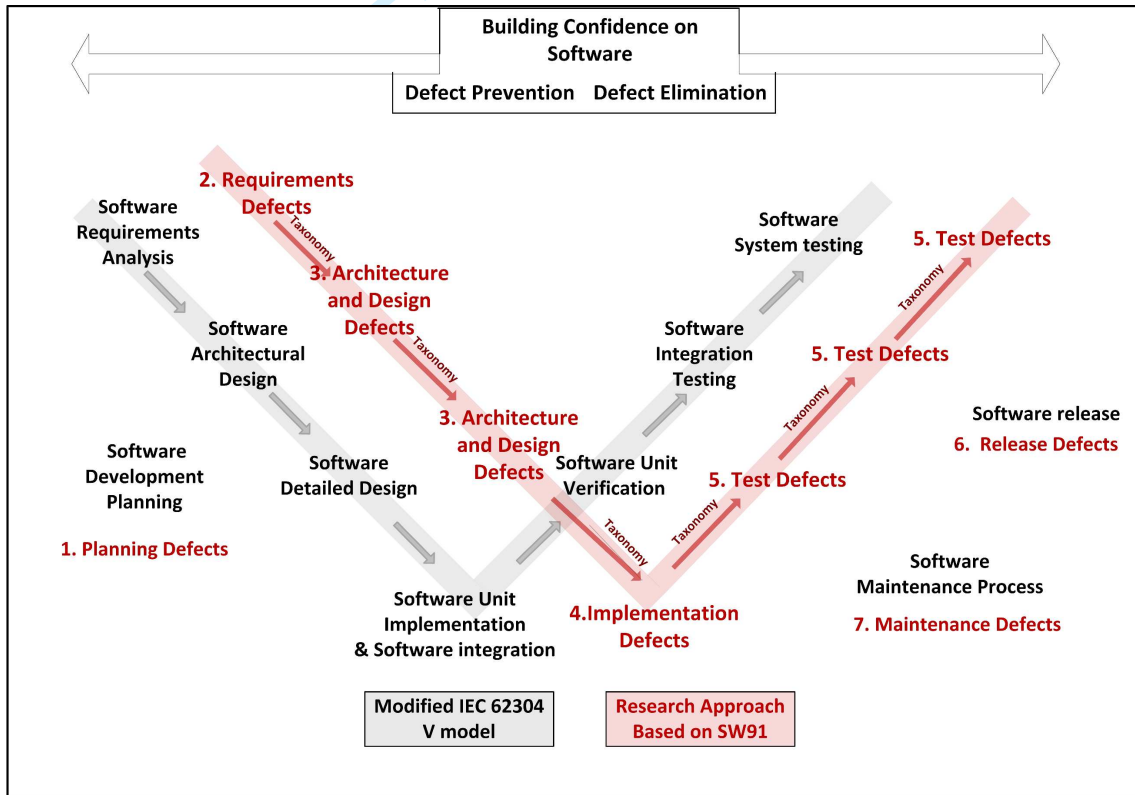 Building Confidence on
Software
Defect Prevention Defect Elimination
2. Requirements
Defects
Taxonomy
Software
Requirements
Analysis
3. Architecture
and Design
Defects
Taxonomy
Software
Architectural
Design
3. Architecture
and Design
Defects
Taxonomy
Software
Detailed Design
Software
Development
Planning
1. Planning Defects
Software Unit
Implementation
& Software integration
4.Implementation
Defects
Software Unit
Verification
Software
Integration
Testing
Software
System testing
Taxonomy
5. Test Defects
Taxonomy
5. Test Defects
Taxonomy
5. Test Defects
Software release
6. Release Defects
Software
Maintenance Process
7. Maintenance Defects
Modified IEC 62304
V model
Research Approach
Based on SW91